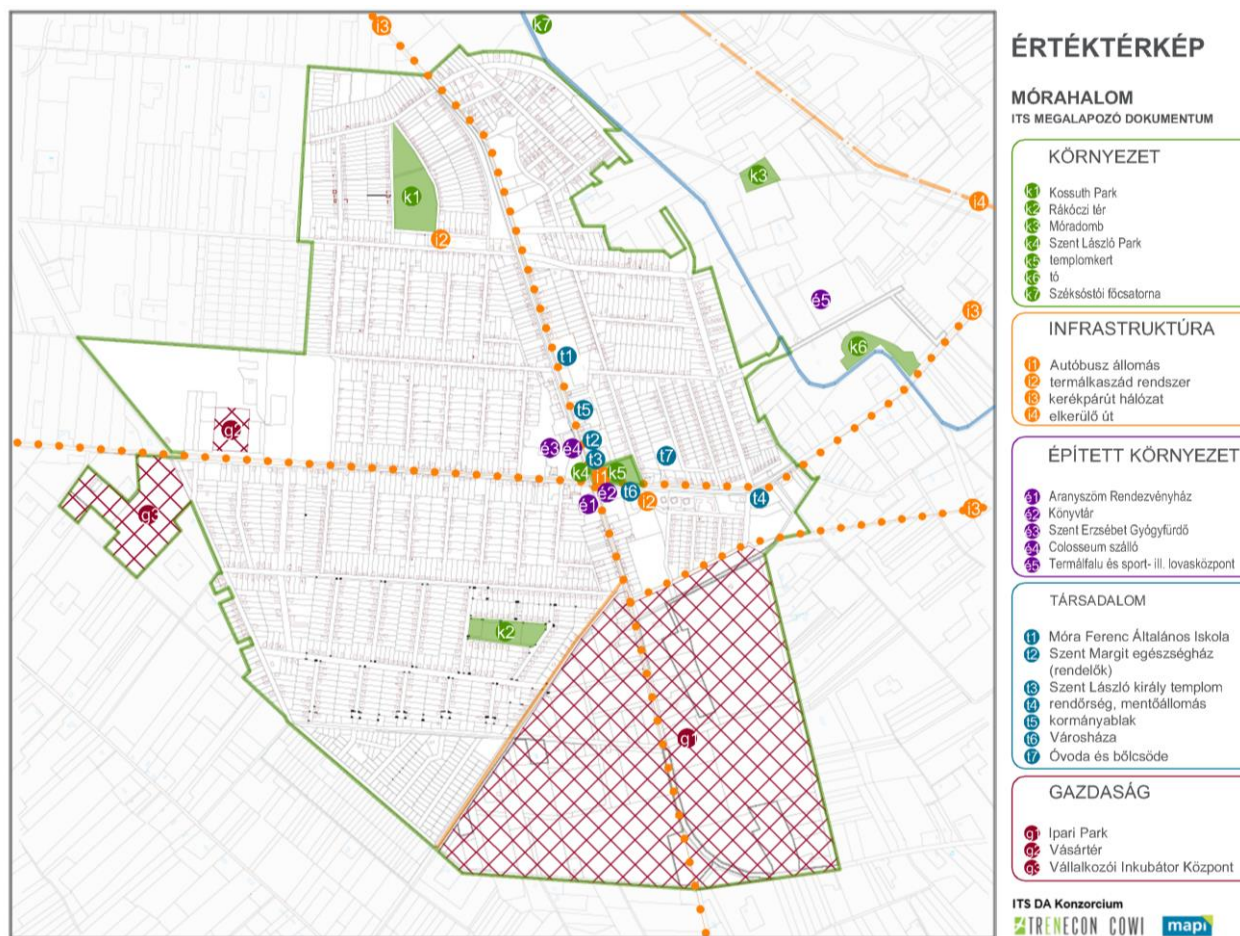 i3
k7
k1
k3
i4
i2
é5
i3
k6
t1
t5
g2
t2
é3
é4
t3
t7
k4
i1
k5
é2
t6
t4
i2
é1
i3
g3
k2
g1
ÉRTÉKTÉRKÉP
MÓRAHALOM
ITS MEGALAPOZÓ DOKUMENTUM
KÖRNYEZET
k1 Kossuth Park
k2 Rákóczi tér
k3 Móradomb
k4 Szent László Park
k5 templomkert
k6 tó
k7 Széksóstói főcsatorna
INFRASTRUKTÚRA
i1 Autóbusz állomás
i2 termálkaszád rendszer
i3 kerékpárút hálózat
i4 elkerülő út
ÉPÍTETT KÖRNYEZET
é1 Aranyszöm Rendezvényház
é2 Könyvtár
é3 Szent Erzsébet Gyógyfürdő
é4 Colosseum szálló
é5 Termálfalu és sport- ill. lovasközpont
TÁRSADALOM
t1 Móra Ferenc Általános Iskola
t2 Szent Margit egészségház
(rendelők)
t3 Szent László király templom
t4 rendőrség, mentőállomás
t5 kormányablak
t6 Városháza
t7 Óvoda és bölcsöde
GAZDASÁG
g1 Ipari Park
g2 Vásártér
g3 Vállalkozói Inkubátor Központ
ITS DA Konzorcium
TRENECON COWI mapi